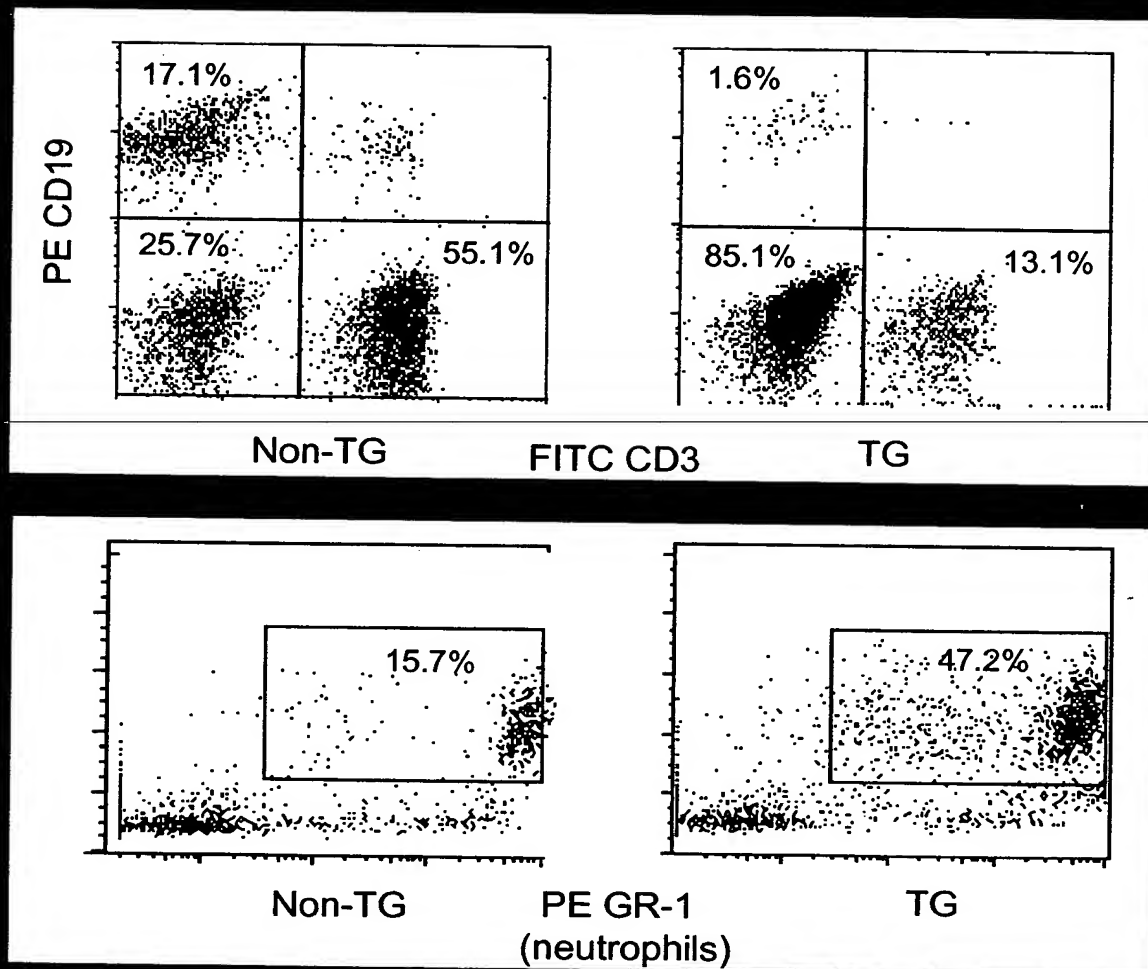 17.1%
1.6%
PE CD19
25.7%
55.1%
85.1%
13.1%
Non-TG
FITC CD3
TG
15.7%
47.2%
Non-TG
PE GR-1
TG
(neutrophils)